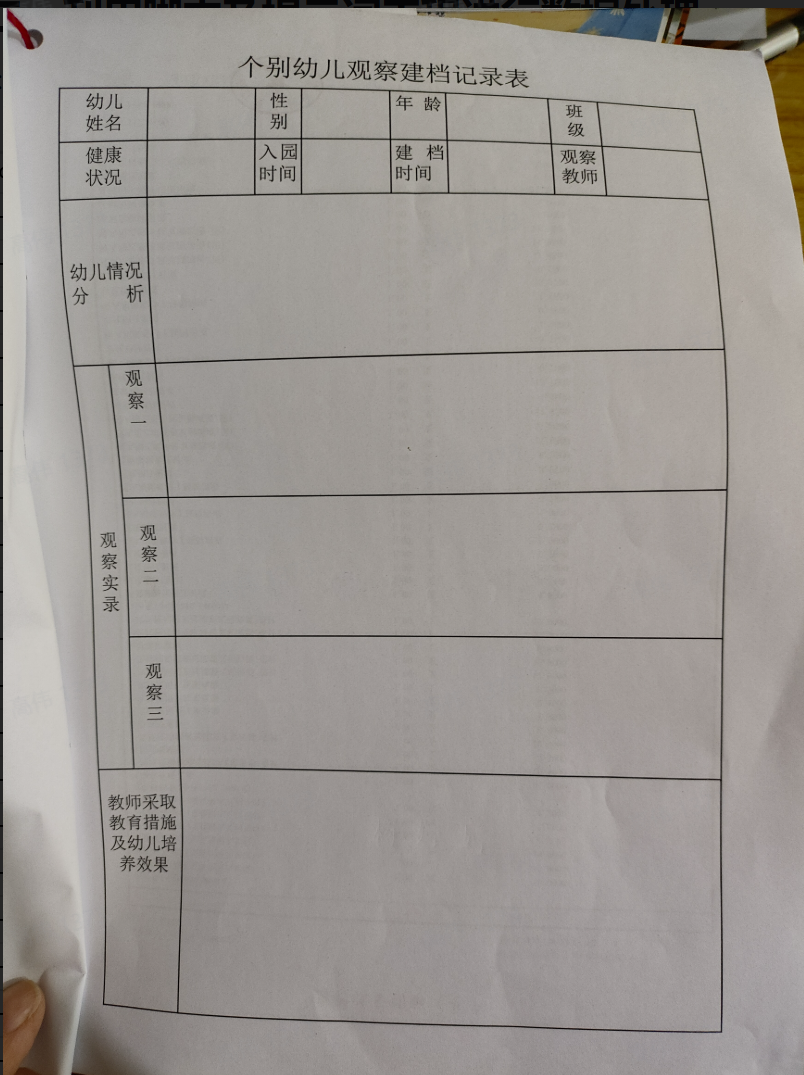 个别幼儿观察建档记录表
幼儿
姓名
性
别
年 龄
班
级
健康
状况
入园
时间
建 档
时间
观察
教师
幼儿情况
分 析
观
察
实
录
观
察
一
观
察
二
观
察
三
教师采取
教育措施
及幼儿培
养效果